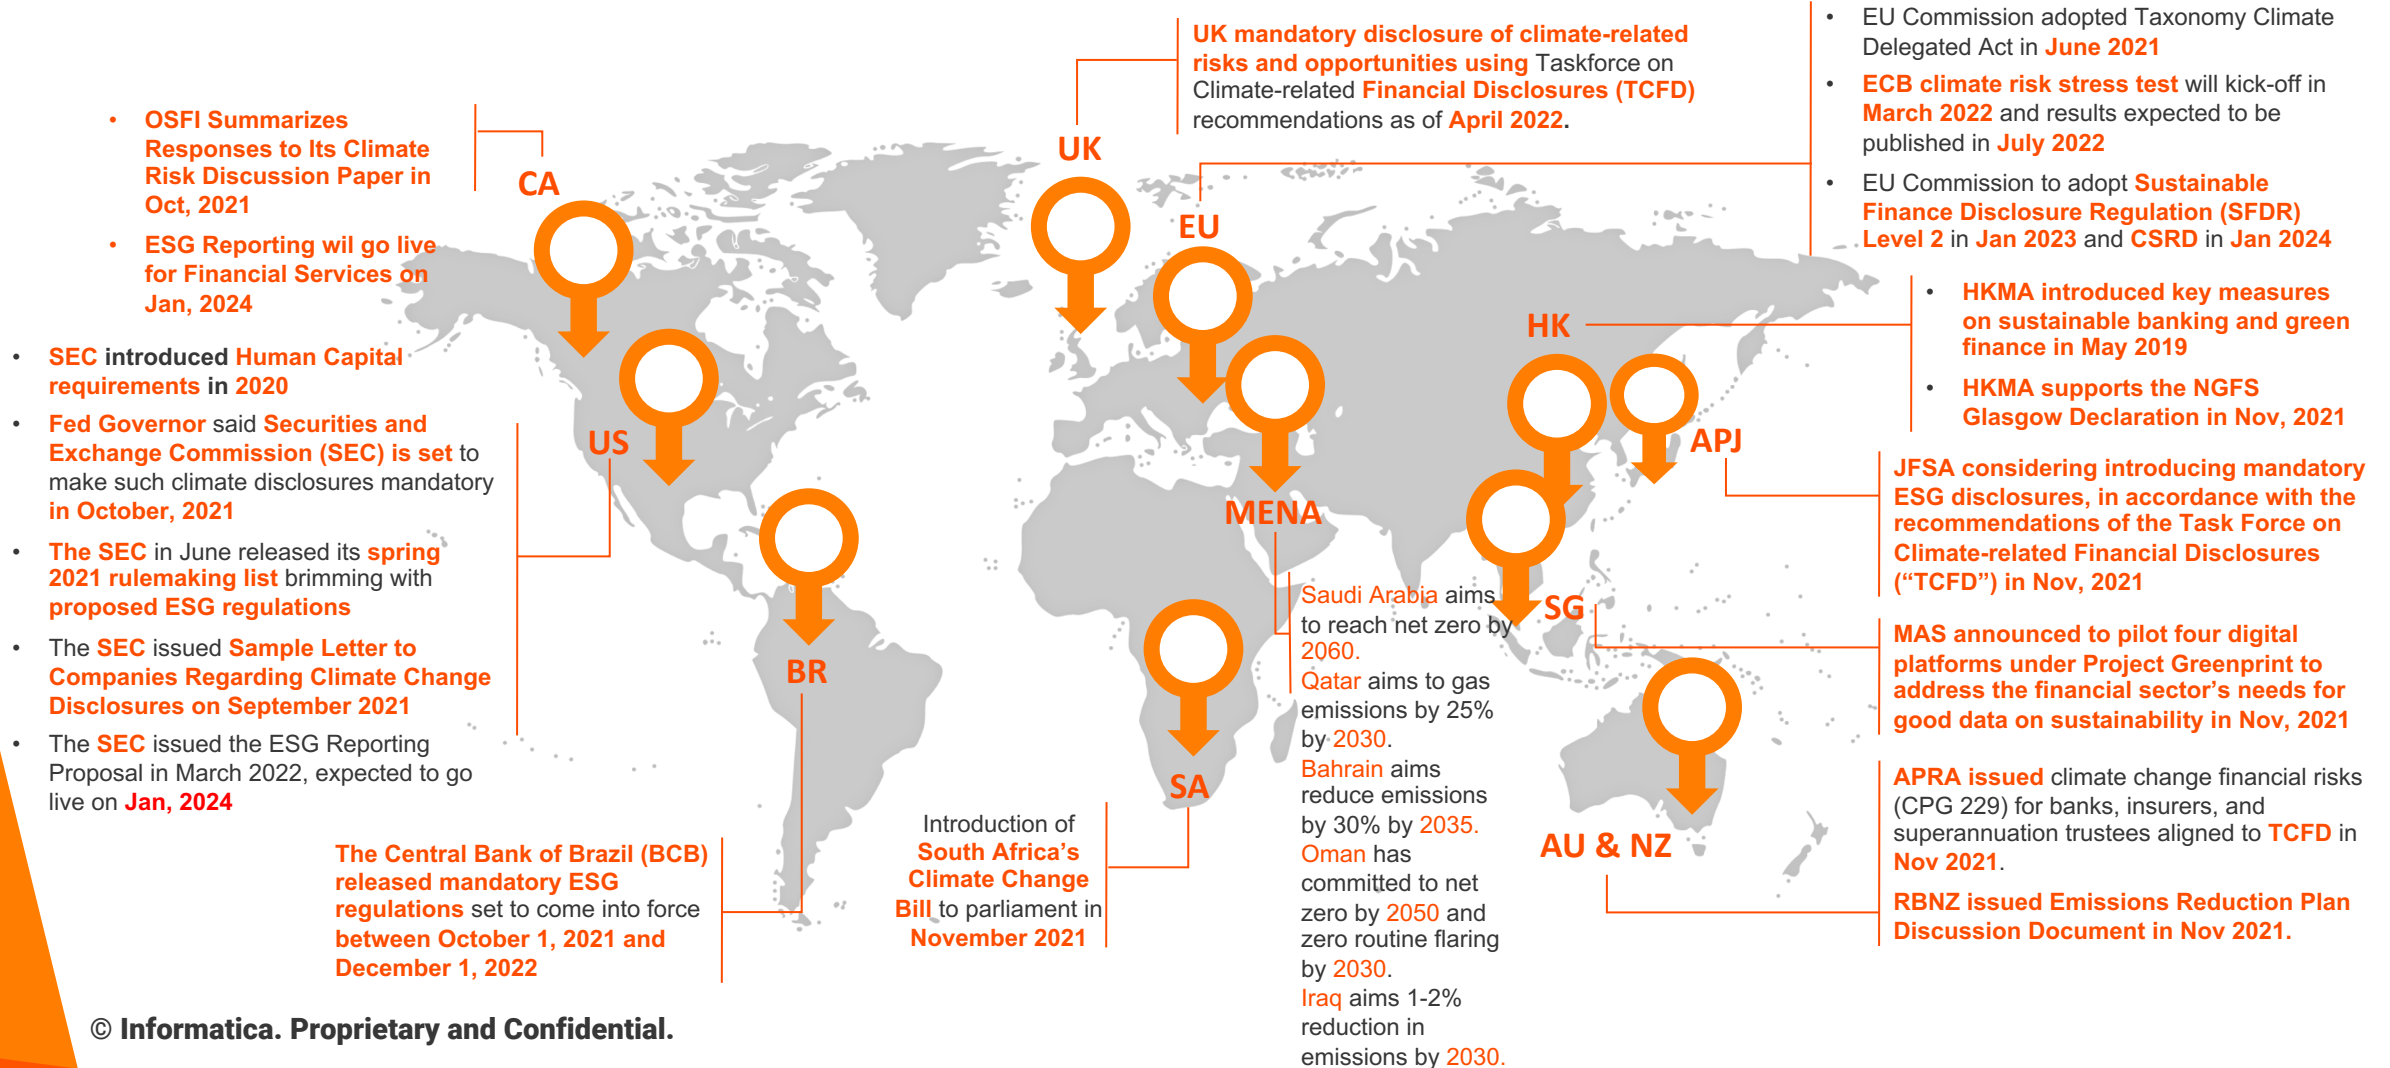 • OSFI Summarizes
Responses to Its Climate
Risk Discussion Paper in
Oct, 2021
• ESG Reporting wil go live
for Financial Services on
Jan, 2024
CA
• SEC introduced Human Capital
requirements in 2020
• Fed Governor said Securities and
Exchange Commission (SEC) is set to
make such climate disclosures mandatory
in October, 2021
• The SEC in June released its spring
2021 rulemaking list brimming with
proposed ESG regulations
• The SEC issued Sample Letter to
Companies Regarding Climate Change
Disclosures on September 2021
• The SEC issued the ESG Reporting
Proposal in March 2022, expected to go
live on Jan, 2024
US
The Central Bank of Brazil (BCB)
released mandatory ESG
regulations set to come into force
between October 1, 2021 and
December 1, 2022
BR
UK mandatory disclosure of climate-related
risks and opportunities using Taskforce on
Climate-related Financial Disclosures (TCFD)
recommendations as of April 2022.
UK
• EU Commission adopted Taxonomy Climate
Delegated Act in June 2021
• ECB climate risk stress test will kick-off in
March 2022 and results expected to be
published in July 2022
• EU Commission to adopt Sustainable
Finance Disclosure Regulation (SFDR)
Level 2 in Jan 2023 and CSRD in Jan 2024
EU
HK
• HKMA introduced key measures
on sustainable banking and green
finance in May 2019
• HKMA supports the NGFS
Glasgow Declaration in Nov, 2021
APJ
JFSA considering introducing mandatory
ESG disclosures, in accordance with the
recommendations of the Task Force on
Climate-related Financial Disclosures
(“TCFD”) in Nov, 2021
SG
MAS announced to pilot four digital
platforms under Project Greenprint to
address the financial sector’s needs for
good data on sustainability in Nov, 2021
AU & NZ
APRA issued climate change financial risks
(CPG 229) for banks, insurers, and
superannuation trustees aligned to TCFD in
Nov 2021.
RBNZ issued Emissions Reduction Plan
Discussion Document in Nov 2021.
MENA
Saudi Arabia aims
to reach net zero by
2060.
Qatar aims to gas
emissions by 25%
by 2030.
Bahrain aims
reduce emissions
by 30% by 2035.
Oman has
committed to net
zero by 2050 and
zero routine flaring
by 2030.
Iraq aims 1-2%
reduction in
emissions by 2030.
SA
Introduction of
South Africa’s
Climate Change
Bill to parliament in
November 2021
© Informatica. Proprietary and Confidential.